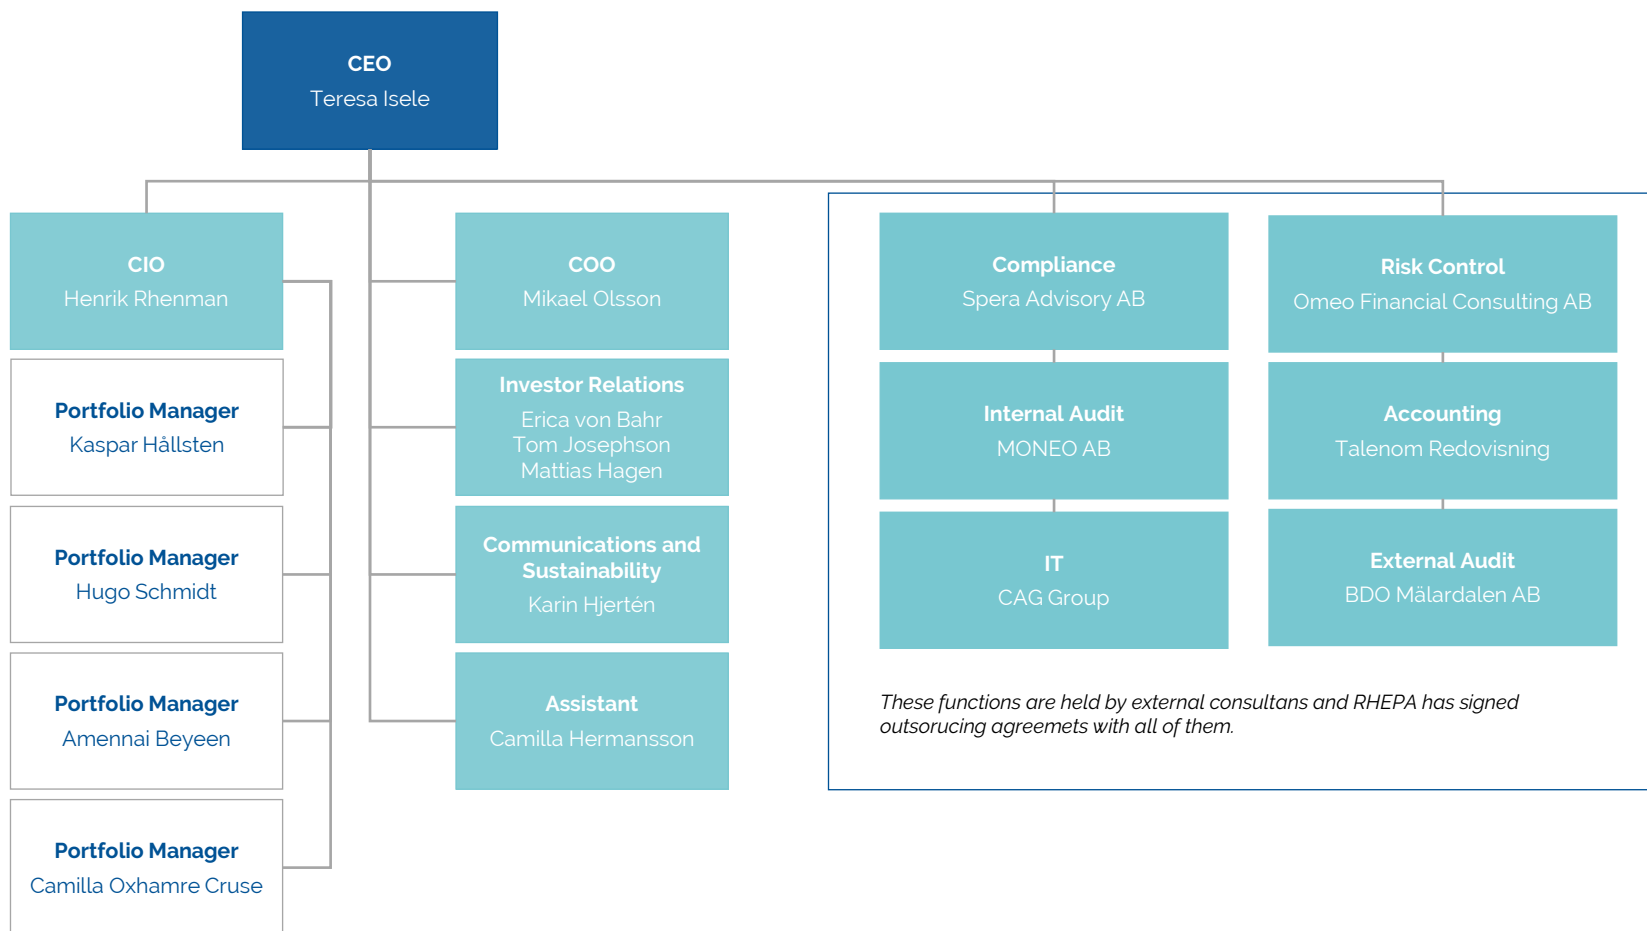 CEO
Teresa Isele
CIO
Henrik Rhenman
Portfolio Manager
Kaspar Hållsten
Portfolio Manager
Hugo Schmidt
Portfolio Manager
Amennai Beyeen
Portfolio Manager
Camilla Oxhamre Cruse
COO
Mikael Olsson
Investor Relations
Erica von Bahr
Tom Josephson
Mattias Hagen
Communications and
Sustainability
Karin Hjertén
Assistant
Camilla Hermansson
Compliance
Spera Advisory AB
Internal Audit
MONEO AB
IT
CAG Group
Risk Control
Omeo Financial Consulting AB
Accounting
Talenom Redovisning
External Audit
BDO Mälardalen AB
These functions are held by external consultans and RHEPA has signed
outsorucing agreemets with all of them.